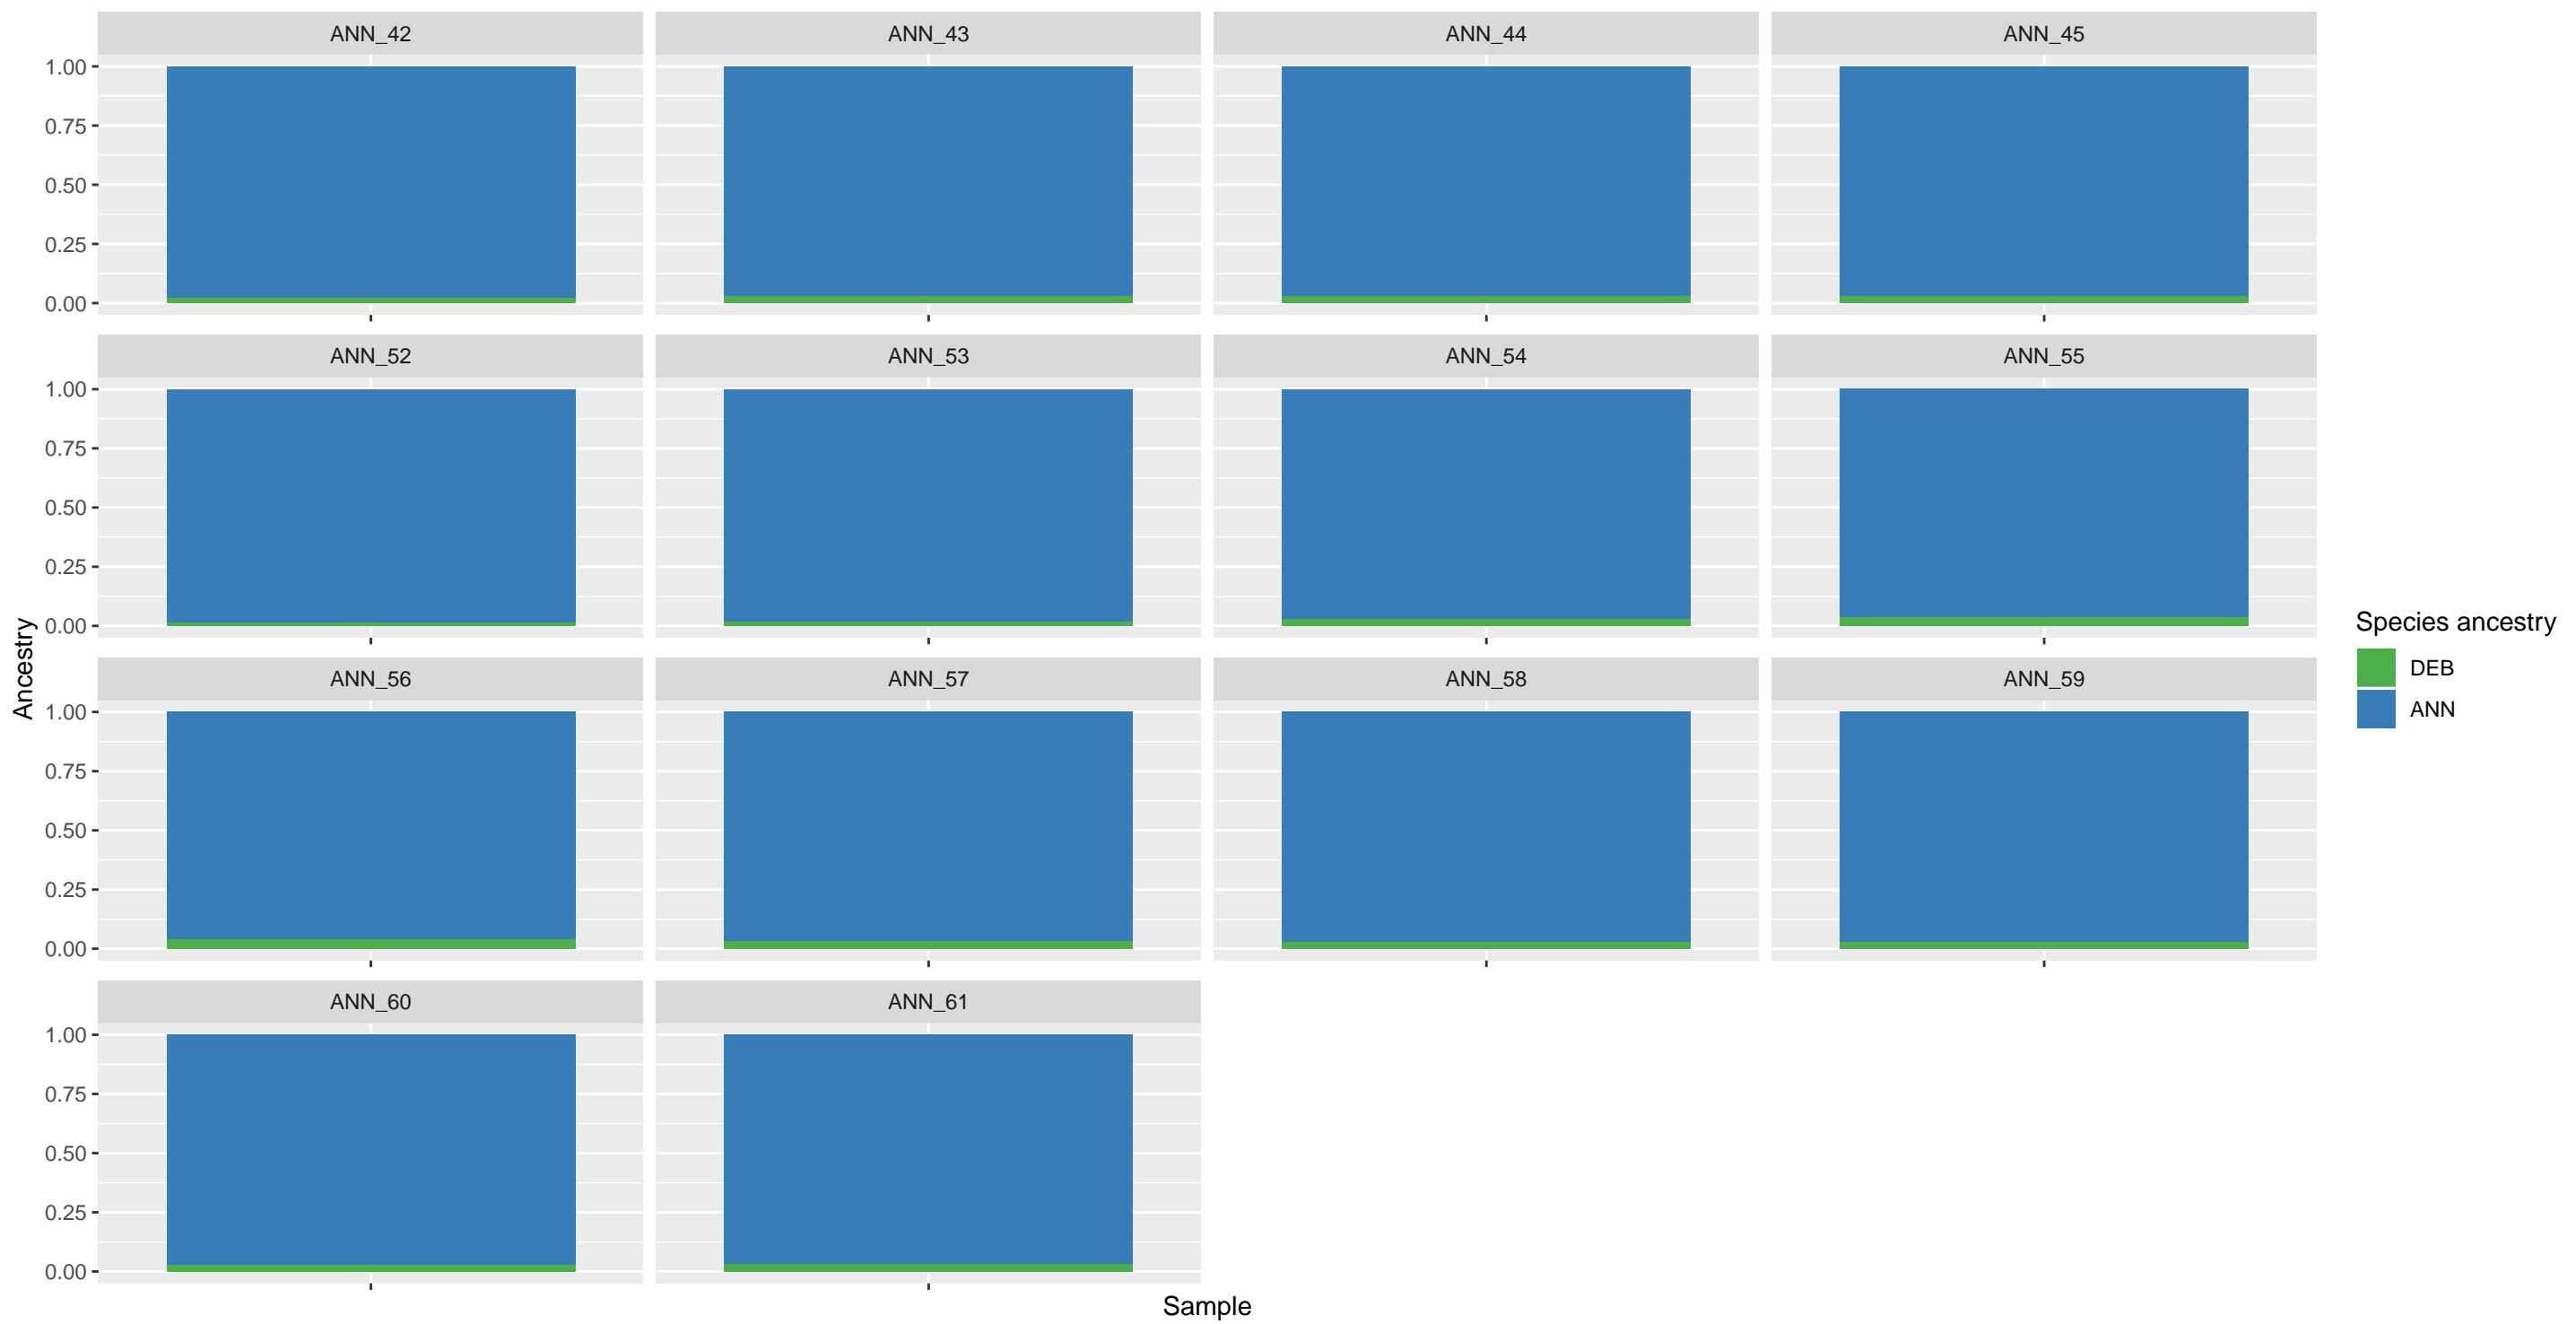 ANN_42 ANN_43 ANN_44 ANN_45
1.00
0.75
0.50
0.25
0.00
ANN_52 ANN_53 ANN_54 ANN_55
1.00
0.75
0.50
0.25
0.00
ANN_56 ANN_57 ANN_58 ANN_59
1.00
0.75
0.50
0.25
0.00
ANN_60 ANN_61
1.00
0.75
0.50
0.25
0.00
Ancestry
Sample
Species ancestry
DEB
ANN